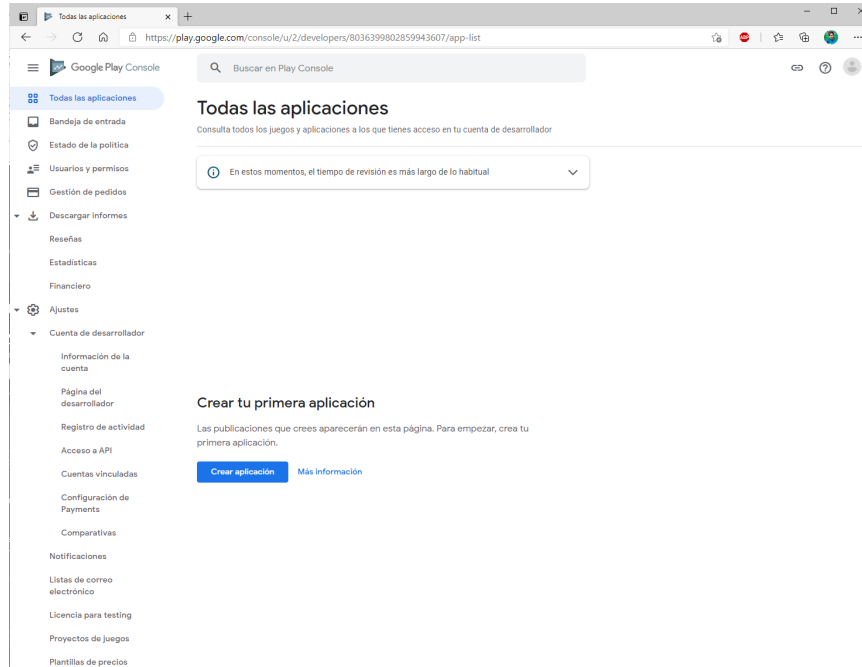 Todas las aplicaciones
https://play.google.com/console/u/2/developers/8036399802859943607/app-list
ABP
Google Play Console
Buscar en Play Console
Todas las aplicaciones
Bandeja de entrada
Estado de la política
Usuarios y permisos
Gestión de pedidos
Descargar informes
Reseñas
Estadísticas
Financiero
Ajustes
Cuenta de desarrollador
Información de la
cuenta
Página del
desarrollador
Registro de actividad
Acceso a API
Cuentas vinculadas
Configuración de
Payments
Comparativas
Notificaciones
Listas de correo
electrónico
Licencia para testing
Proyectos de juegos
Plantillas de precios
Todas las aplicaciones
Consulta todos los juegos y aplicaciones a los que tienes acceso en tu cuenta de desarrollador
En estos momentos, el tiempo de revisión es más largo de lo habitual
Crear tu primera aplicación
Las publicaciones que crees aparecerán en esta página. Para empezar, crea tu
primera aplicación.
Crear aplicación
Más información